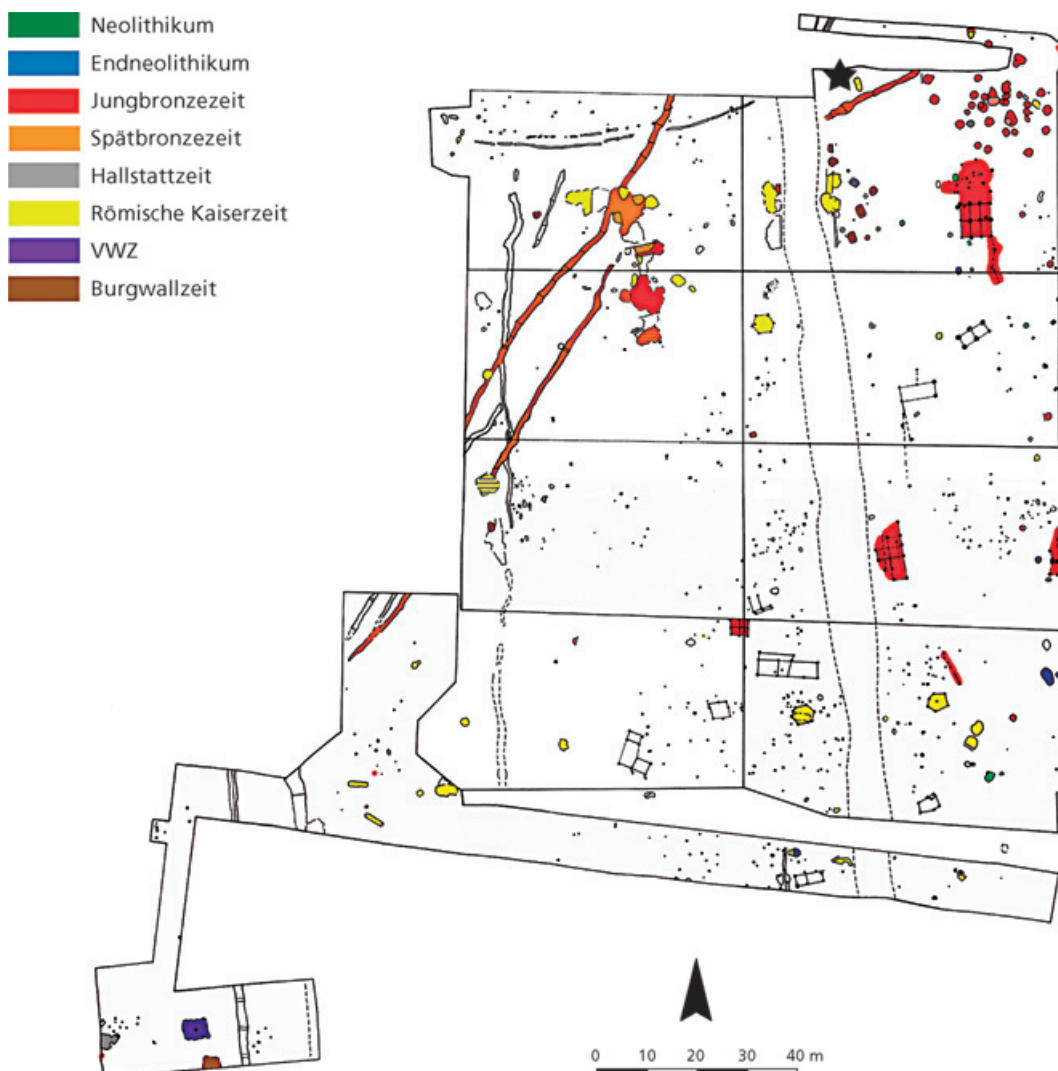 Neolithikum
Endneolithikum
Jungbronzezeit
Spätbronzezeit
Hallstattzeit
Römische Kaiserzeit
VWZ
Burgwallzeit
0 10 20 30 40 m